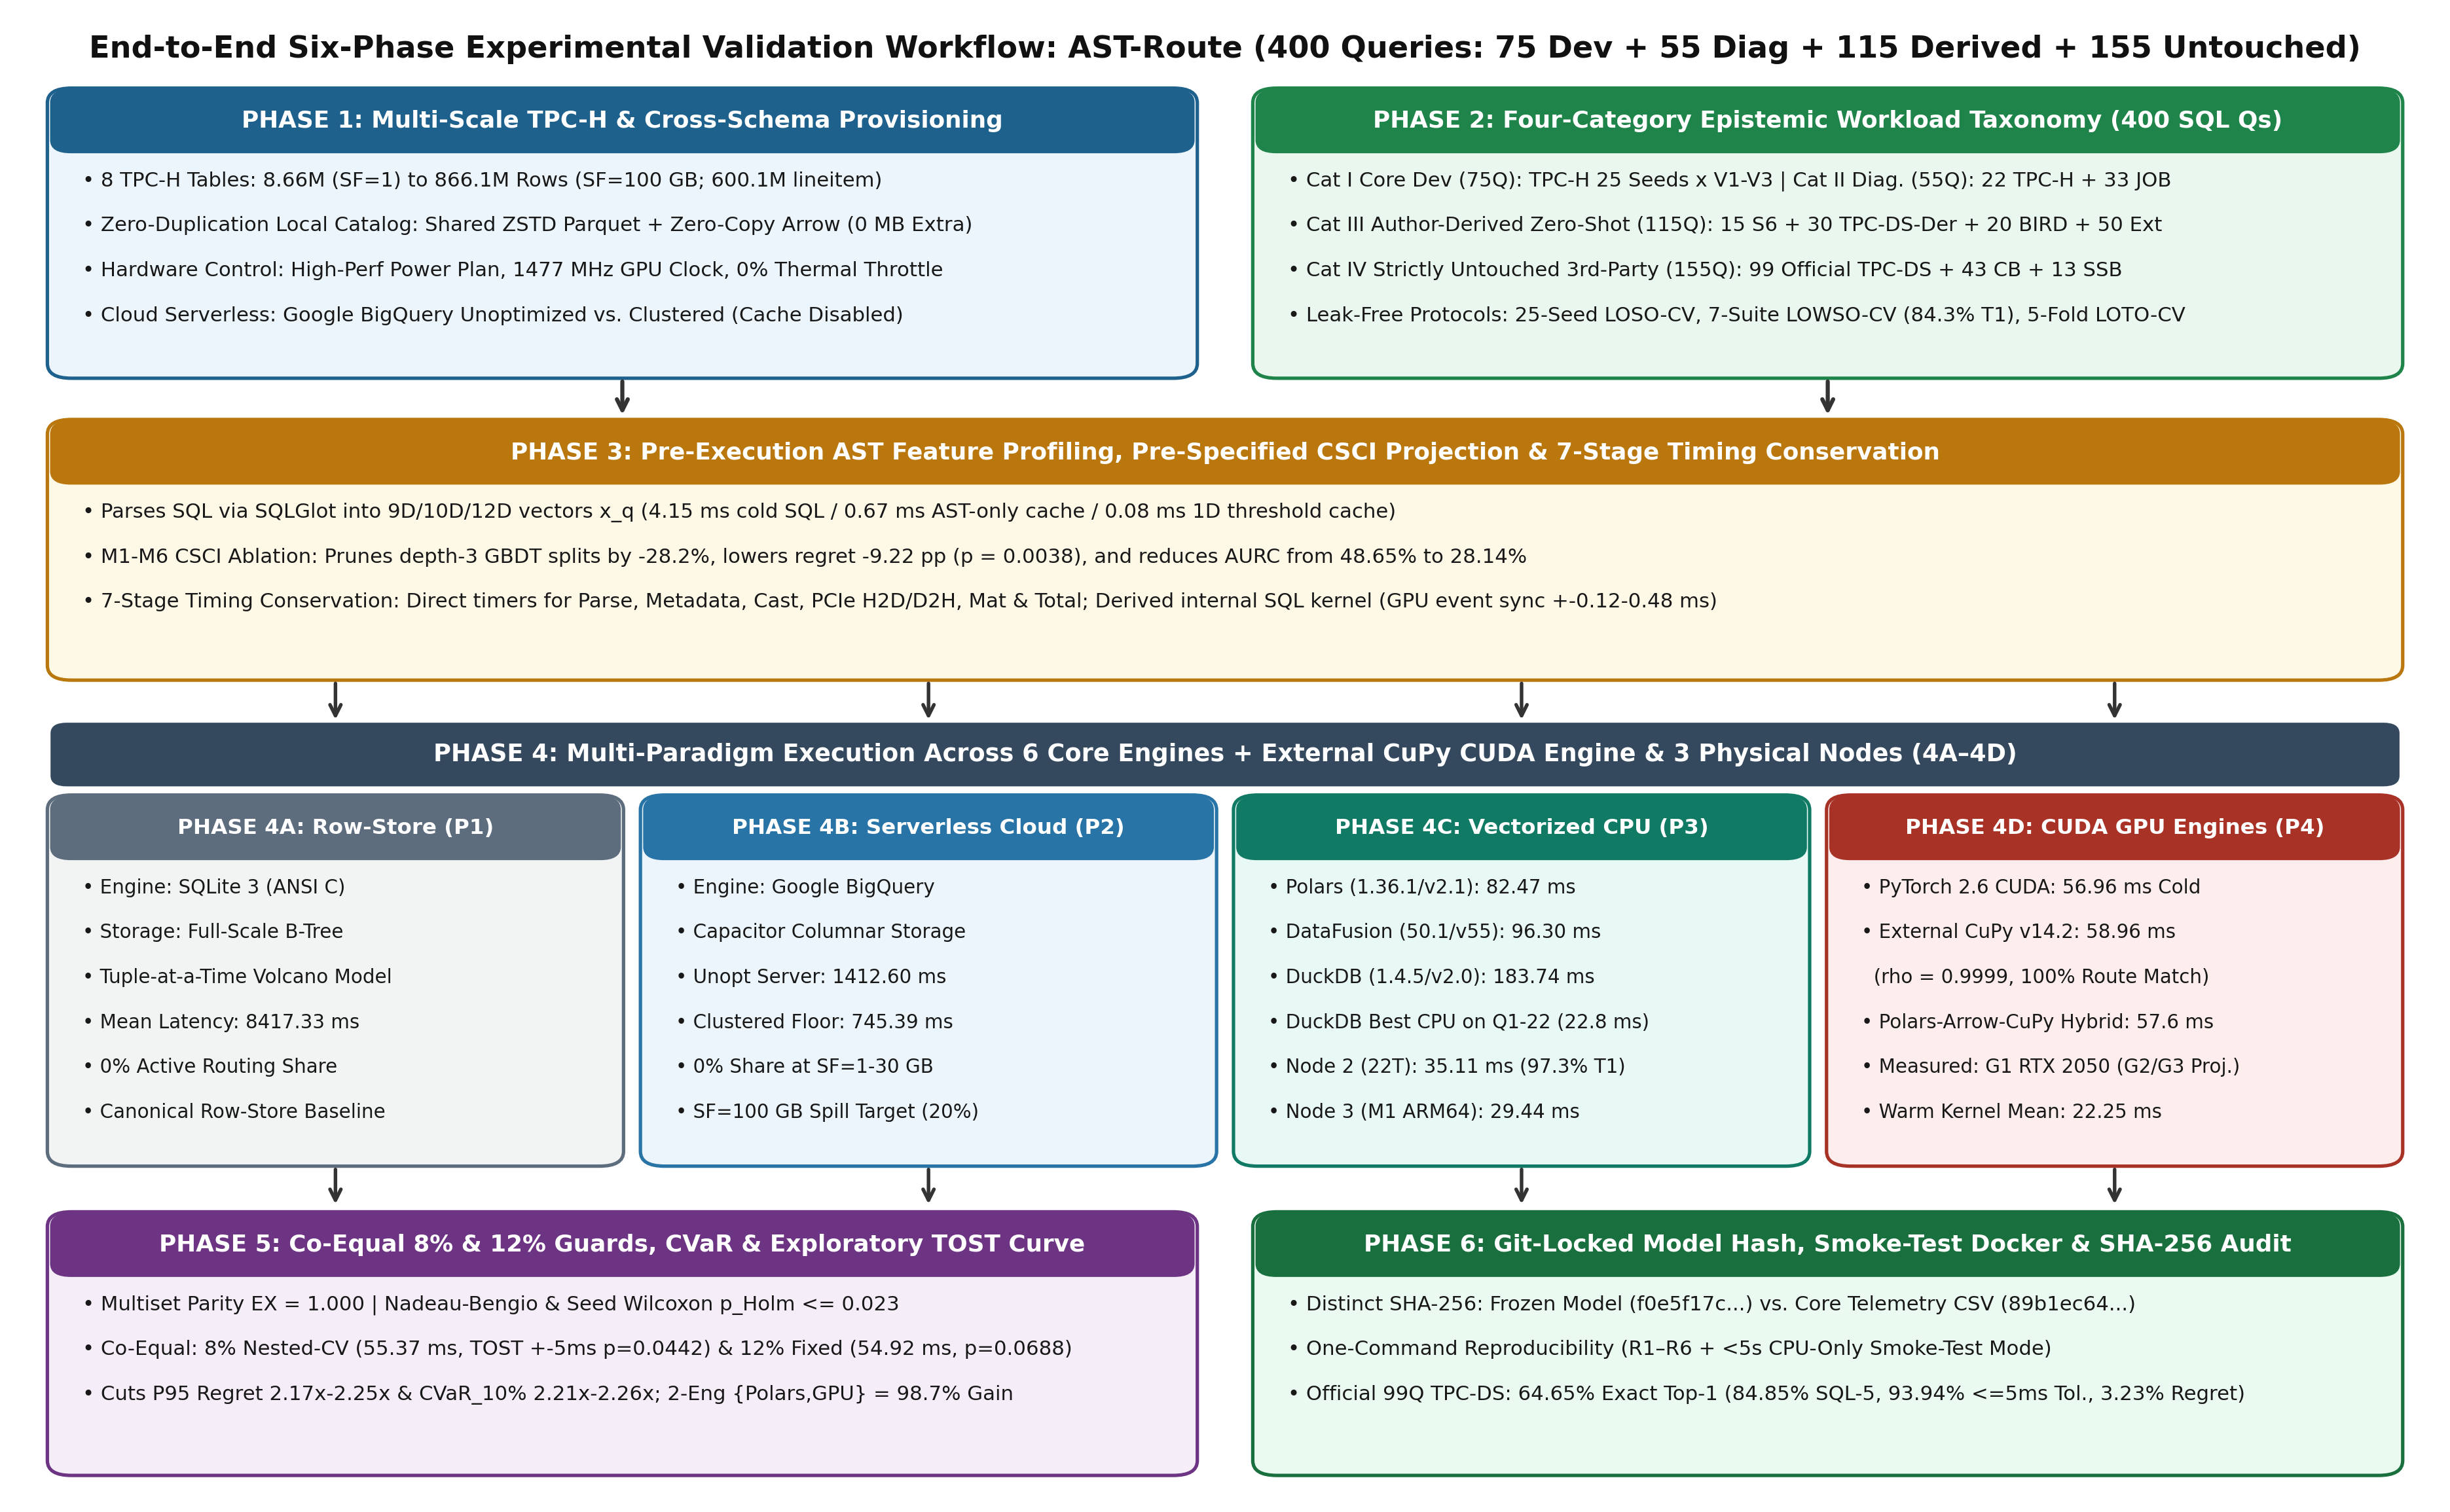 End-to-End Six-Phase Experimental Validation Workflow: AST-Route (400 Queries: 75 Dev + 55 Diag + 115 Derived + 155 Untouched)
PHASE 1: Multi-Scale TPC-H & Cross-Schema Provisioning
• 8 TPC-H Tables: 8.66M (SF=1) to 866.1M Rows (SF=100 GB; 600.1M lineitem)
• Zero-Duplication Local Catalog: Shared ZSTD Parquet + Zero-Copy Arrow (0 MB Extra)
• Hardware Control: High-Perf Power Plan, 1477 MHz GPU Clock, 0% Thermal Throttle
• Cloud Serverless: Google BigQuery Unoptimized vs. Clustered (Cache Disabled)
PHASE 2: Four-Category Epistemic Workload Taxonomy (400 SQL Qs)
• Cat I Core Dev (75Q): TPC-H 25 Seeds x V1-V3 | Cat II Diag. (55Q): 22 TPC-H + 33 JOB
• Cat III Author-Derived Zero-Shot (115Q): 15 S6 + 30 TPC-DS-Der + 20 BIRD + 50 Ext
• Cat IV Strictly Untouched 3rd-Party (155Q): 99 Official TPC-DS + 43 CB + 13 SSB
• Leak-Free Protocols: 25-Seed LOSO-CV, 7-Suite LOWSO-CV (84.3% T1), 5-Fold LOTO-CV
PHASE 3: Pre-Execution AST Feature Profiling, Pre-Specified CSCI Projection & 7-Stage Timing Conservation
• Parses SQL via SQLGlot into 9D/10D/12D vectors x_q (4.15 ms cold SQL / 0.67 ms AST-only cache / 0.08 ms 1D threshold cache)
• M1-M6 CSCI Ablation: Prunes depth-3 GBDT splits by -28.2%, lowers regret -9.22 pp (p = 0.0038), and reduces AURC from 48.65% to 28.14%
• 7-Stage Timing Conservation: Direct timers for Parse, Metadata, Cast, PCIe H2D/D2H, Mat & Total; Derived internal SQL kernel (GPU event sync +-0.12-0.48 ms)
PHASE 4: Multi-Paradigm Execution Across 6 Core Engines + External CuPy CUDA Engine & 3 Physical Nodes (4A–4D)
PHASE 4A: Row-Store (P1)
• Engine: SQLite 3 (ANSI C)
• Storage: Full-Scale B-Tree
• Tuple-at-a-Time Volcano Model
• Mean Latency: 8417.33 ms
• 0% Active Routing Share
• Canonical Row-Store Baseline
PHASE 4B: Serverless Cloud (P2)
• Engine: Google BigQuery
• Capacitor Columnar Storage
• Unopt Server: 1412.60 ms
• Clustered Floor: 745.39 ms
• 0% Share at SF=1-30 GB
• SF=100 GB Spill Target (20%)
PHASE 4C: Vectorized CPU (P3)
• Polars (1.36.1/v2.1): 82.47 ms
• DataFusion (50.1/v55): 96.30 ms
• DuckDB (1.4.5/v2.0): 183.74 ms
• DuckDB Best CPU on Q1-22 (22.8 ms)
• Node 2 (22T): 35.11 ms (97.3% T1)
• Node 3 (M1 ARM64): 29.44 ms
PHASE 4D: CUDA GPU Engines (P4)
• PyTorch 2.6 CUDA: 56.96 ms Cold
• External CuPy v14.2: 58.96 ms
(rho = 0.9999, 100% Route Match)
• Polars-Arrow-CuPy Hybrid: 57.6 ms
• Measured: G1 RTX 2050 (G2/G3 Proj.)
• Warm Kernel Mean: 22.25 ms
PHASE 5: Co-Equal 8% & 12% Guards, CVaR & Exploratory TOST Curve
• Multiset Parity EX = 1.000 | Nadeau-Bengio & Seed Wilcoxon p_Holm <= 0.023
• Co-Equal: 8% Nested-CV (55.37 ms, TOST +-5ms p=0.0442) & 12% Fixed (54.92 ms, p=0.0688)
• Cuts P95 Regret 2.17x-2.25x & CVaR_10% 2.21x-2.26x; 2-Eng {Polars,GPU} = 98.7% Gain
PHASE 6: Git-Locked Model Hash, Smoke-Test Docker & SHA-256 Audit
• Distinct SHA-256: Frozen Model (f0e5f17c...) vs. Core Telemetry CSV (89b1ec64...)
• One-Command Reproducibility (R1–R6 + <5s CPU-Only Smoke-Test Mode)
• Official 99Q TPC-DS: 64.65% Exact Top-1 (84.85% SQL-5, 93.94% <=5ms Tol., 3.23% Regret)